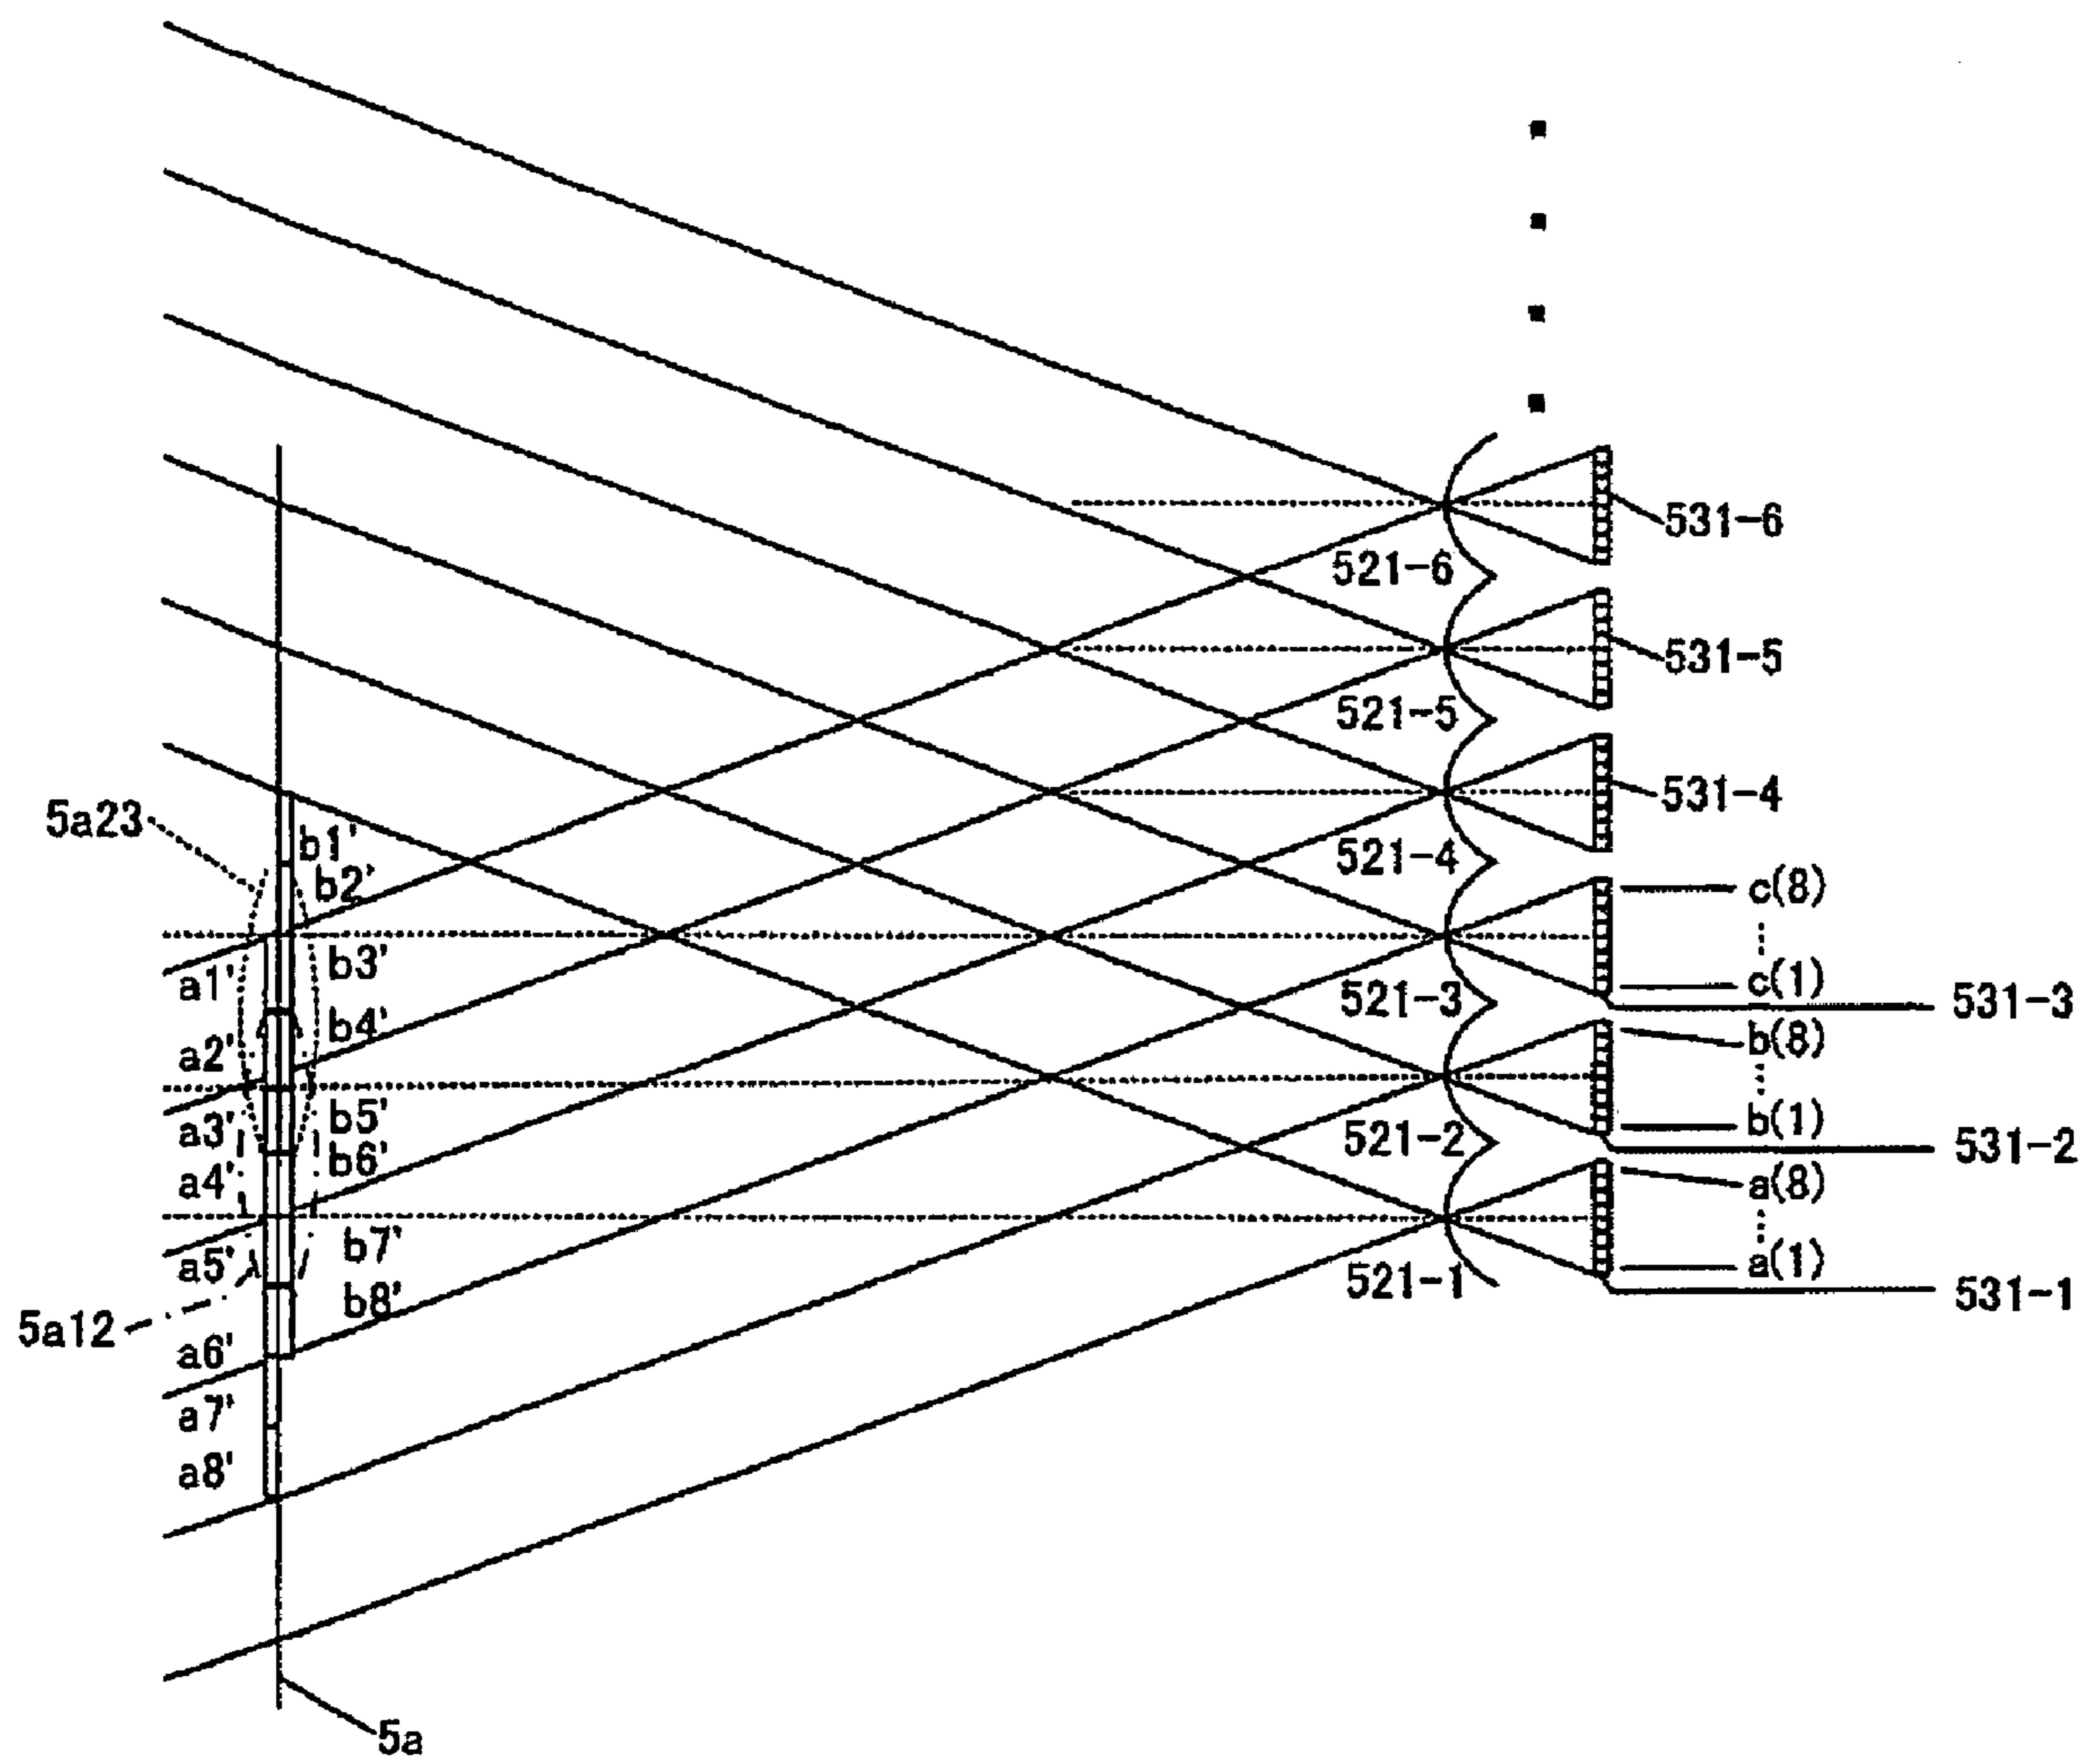 531-6
521-6
531-5
521-5
531-4
5a23
b1'
521-4
b2'
c(8)
a1'
b3'
c(1)
521-3
531-3
b4'
b(8)
a2'
b5'
b(1)
a3'
521-2
531-2
b6'
a4'
a(8)
b7'
a5'
a(1)
521-1
531-1
b8'
5a12
a6'
a7'
a8'
5a